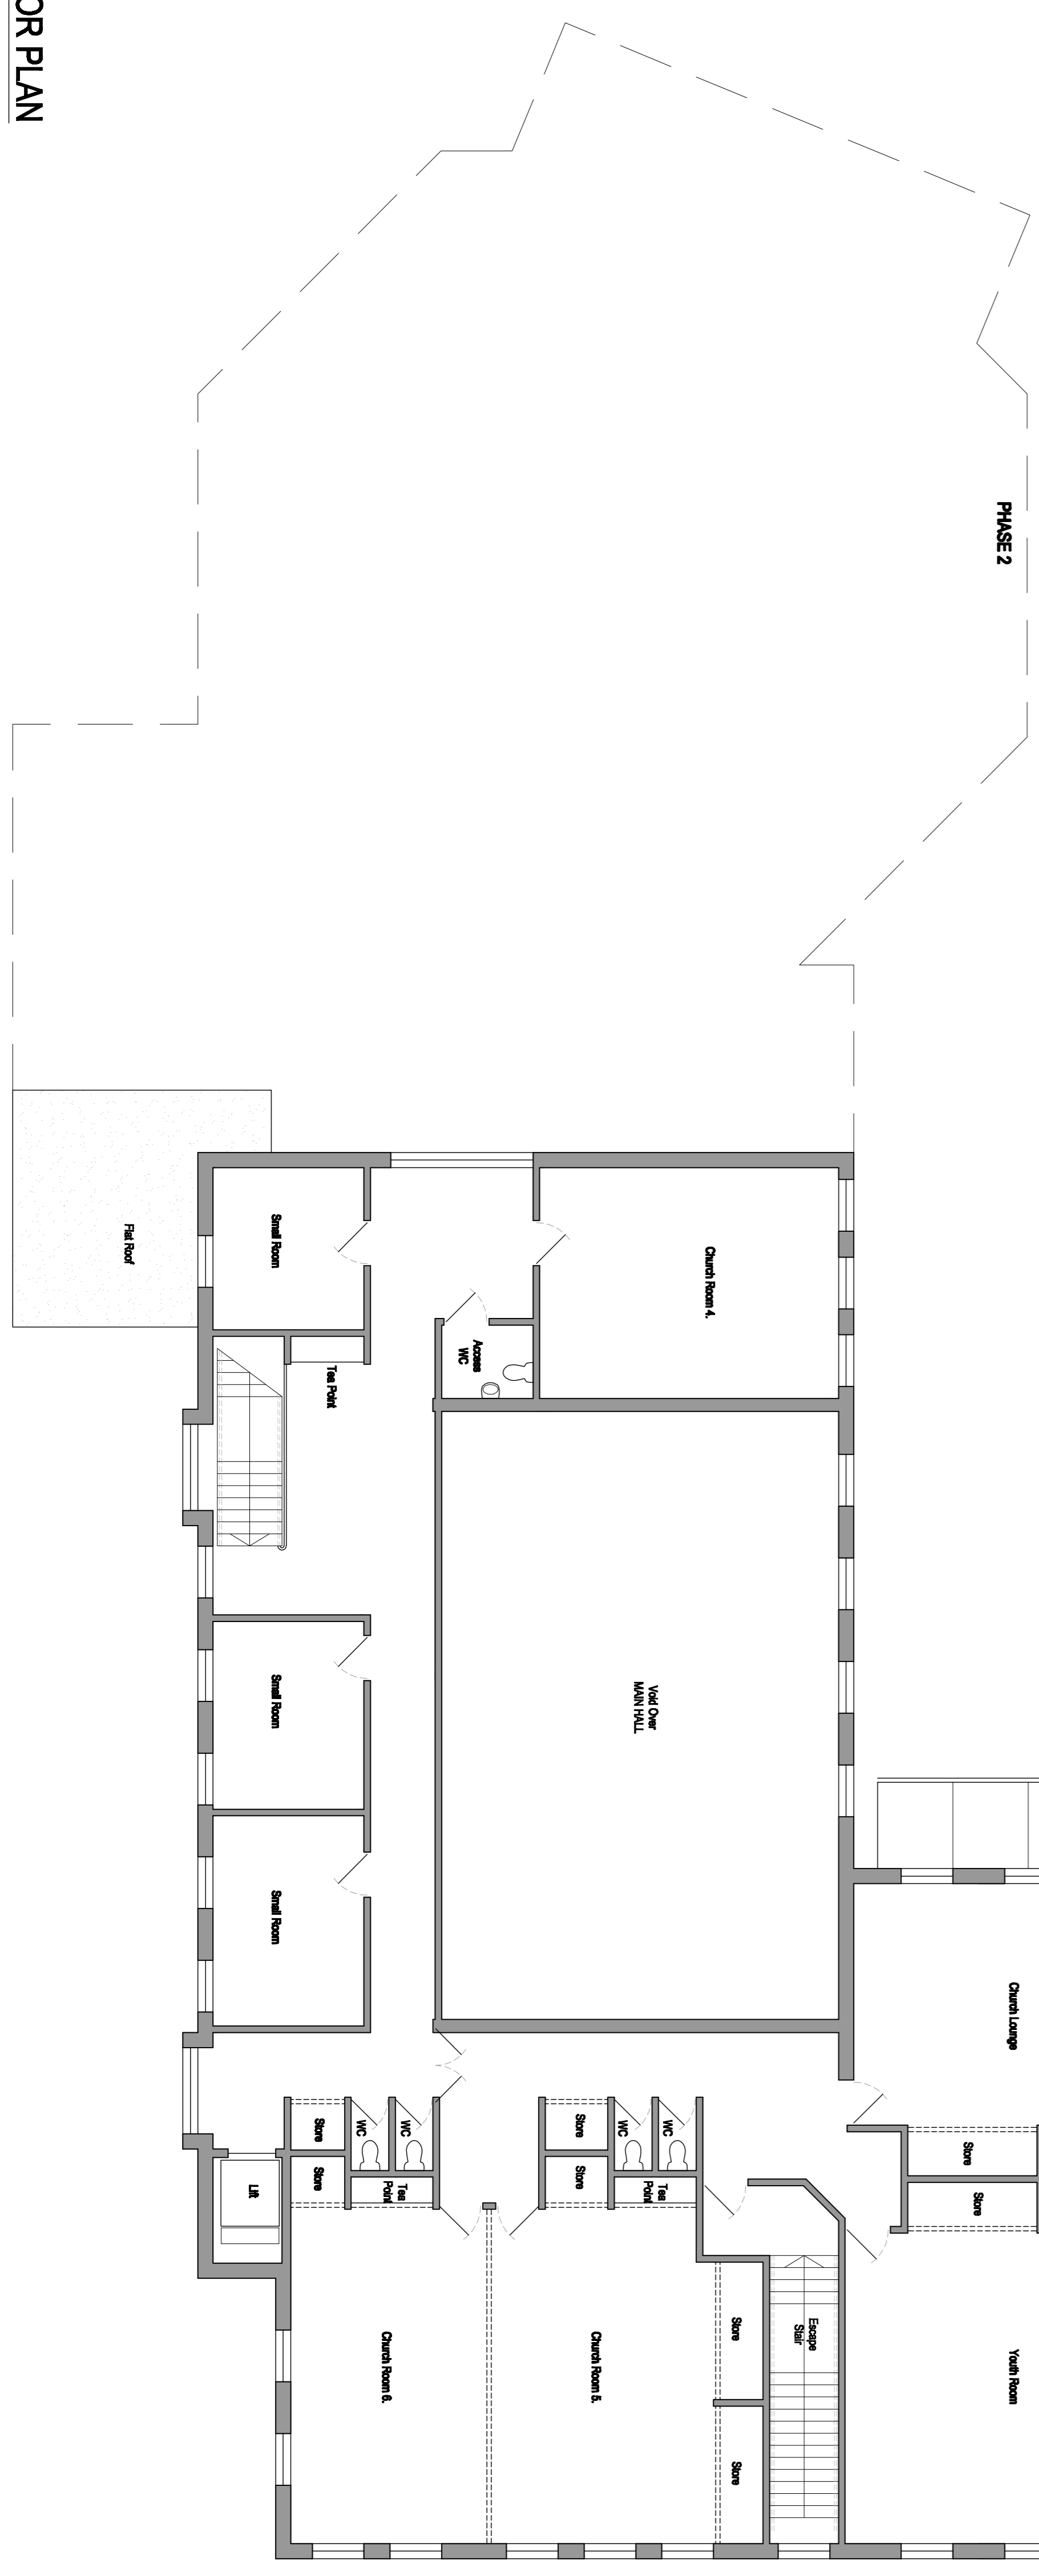 PHASE 2
Church Lounge
Youth Room
Store
Store
Escape
Stair
Store
Store
Church Room 4.
Void Over
MAIN HALL
WC
Tea
Point
WC
Church Room 5.
Store
Store
Access
WC
WC
Tea
Point
Church Room 6.
WC
Tea Point
Store
Store
Small Room
Small Room
Small Room
Lift
Flat Roof
OR PLAN